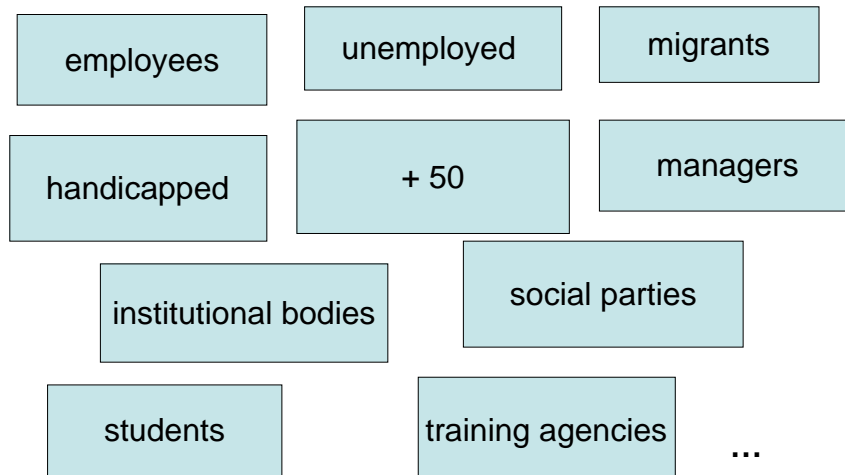 employees
unemployed
migrants
handicapped
+ 50
managers
institutional bodies
social parties
students
training agencies
...